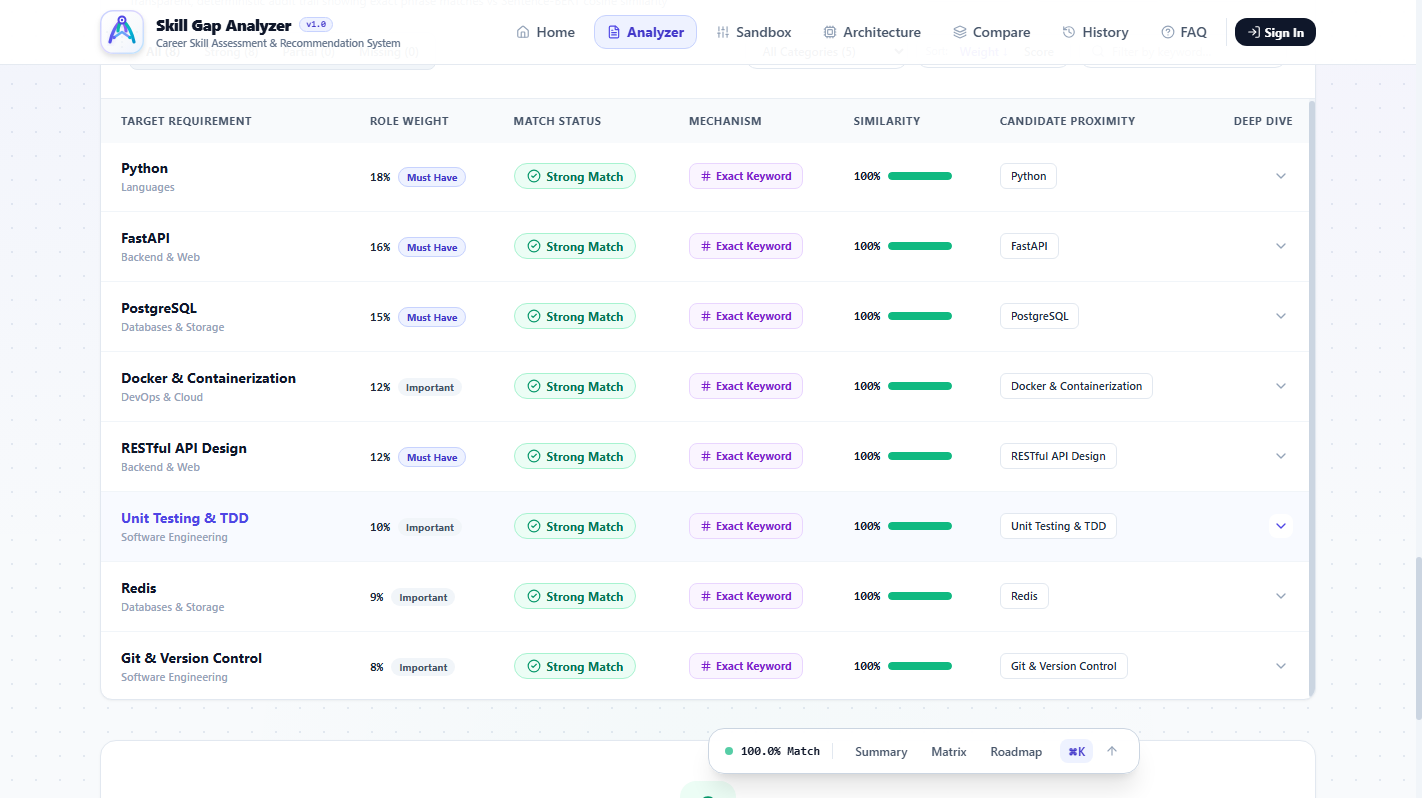 Skill Gap Analyzer v1.0
Career Skill Assessment & Recommendation System
Home Analyzer Sandbox Architecture Compare History FAQ Sign In
TARGET REQUIREMENT ROLE WEIGHT MATCH STATUS MECHANISM SIMILARITY CANDIDATE PROXIMITY DEEP DIVE
Python
Languages
18% Must Have Strong Match # Exact Keyword 100% Python
FastAPI
Backend & Web
16% Must Have Strong Match # Exact Keyword 100% FastAPI
PostgreSQL
Databases & Storage
15% Must Have Strong Match # Exact Keyword 100% PostgreSQL
Docker & Containerization
DevOps & Cloud
12% Important Strong Match # Exact Keyword 100% Docker & Containerization
RESTful API Design
Backend & Web
12% Must Have Strong Match # Exact Keyword 100% RESTful API Design
Unit Testing & TDD
Software Engineering
10% Important Strong Match # Exact Keyword 100% Unit Testing & TDD
Redis
Databases & Storage
9% Important Strong Match # Exact Keyword 100% Redis
Git & Version Control
Software Engineering
8% Important Strong Match # Exact Keyword 100% Git & Version Control
100.0% Match Summary Matrix Roadmap ⌘K